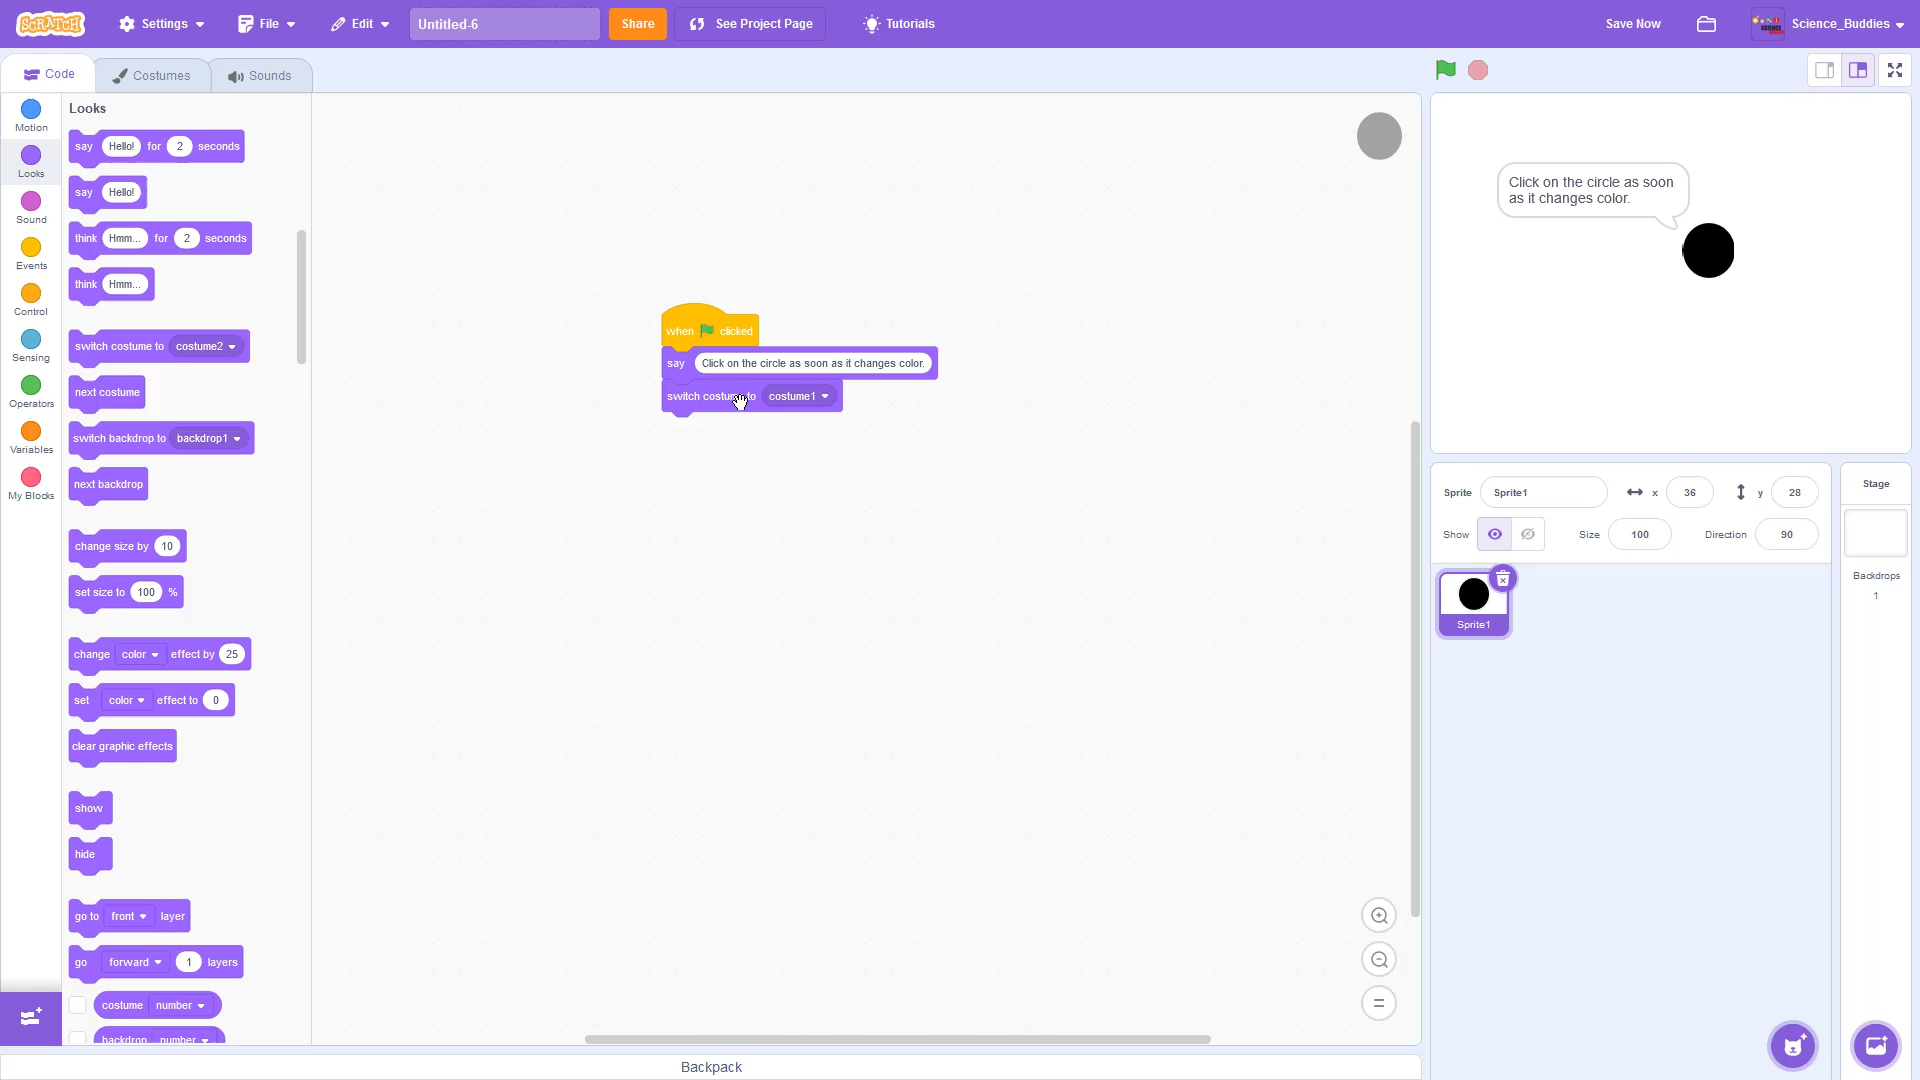 SCRATCH Settings File Edit Untitled-6 Share See Project Page Tutorials Save Now Science_Buddies
Code Costumes Sounds
Motion
Looks
Sound
Events
Control
Sensing
Operators
Variables
My Blocks
Looks
say Hello! for 2 seconds
say Hello!
think Hmm... for 2 seconds
think Hmm...
switch costume to costume2
next costume
switch backdrop to backdrop1
next backdrop
change size by 10
set size to 100 %
change color effect by 25
set color effect to 0
clear graphic effects
show
hide
go to front layer
go forward 1 layers
costume number
backdrop number
when clicked
say Click on the circle as soon as it changes color.
switch costume to costume1
Click on the circle as soon
as it changes color.
Sprite Sprite1 x 36 y 28
Show Size 100 Direction 90
Sprite1
Stage
Backdrops
1
Backpack